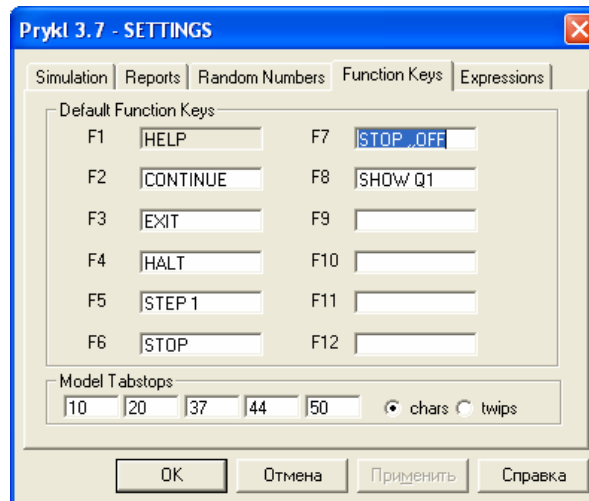 Prykl 3.7 - SETTINGS
Simulation Reports Random Numbers Function Keys Expressions
Default Function Keys
F1 HELP F7 STOP ,,OFF
F2 CONTINUE F8 SHOW Q1
F3 EXIT F9
F4 HALT F10
F5 STEP 1 F11
F6 STOP F12
Model Tabstops
10 20 37 44 50 chars twips
OK Отмена Применить Справка